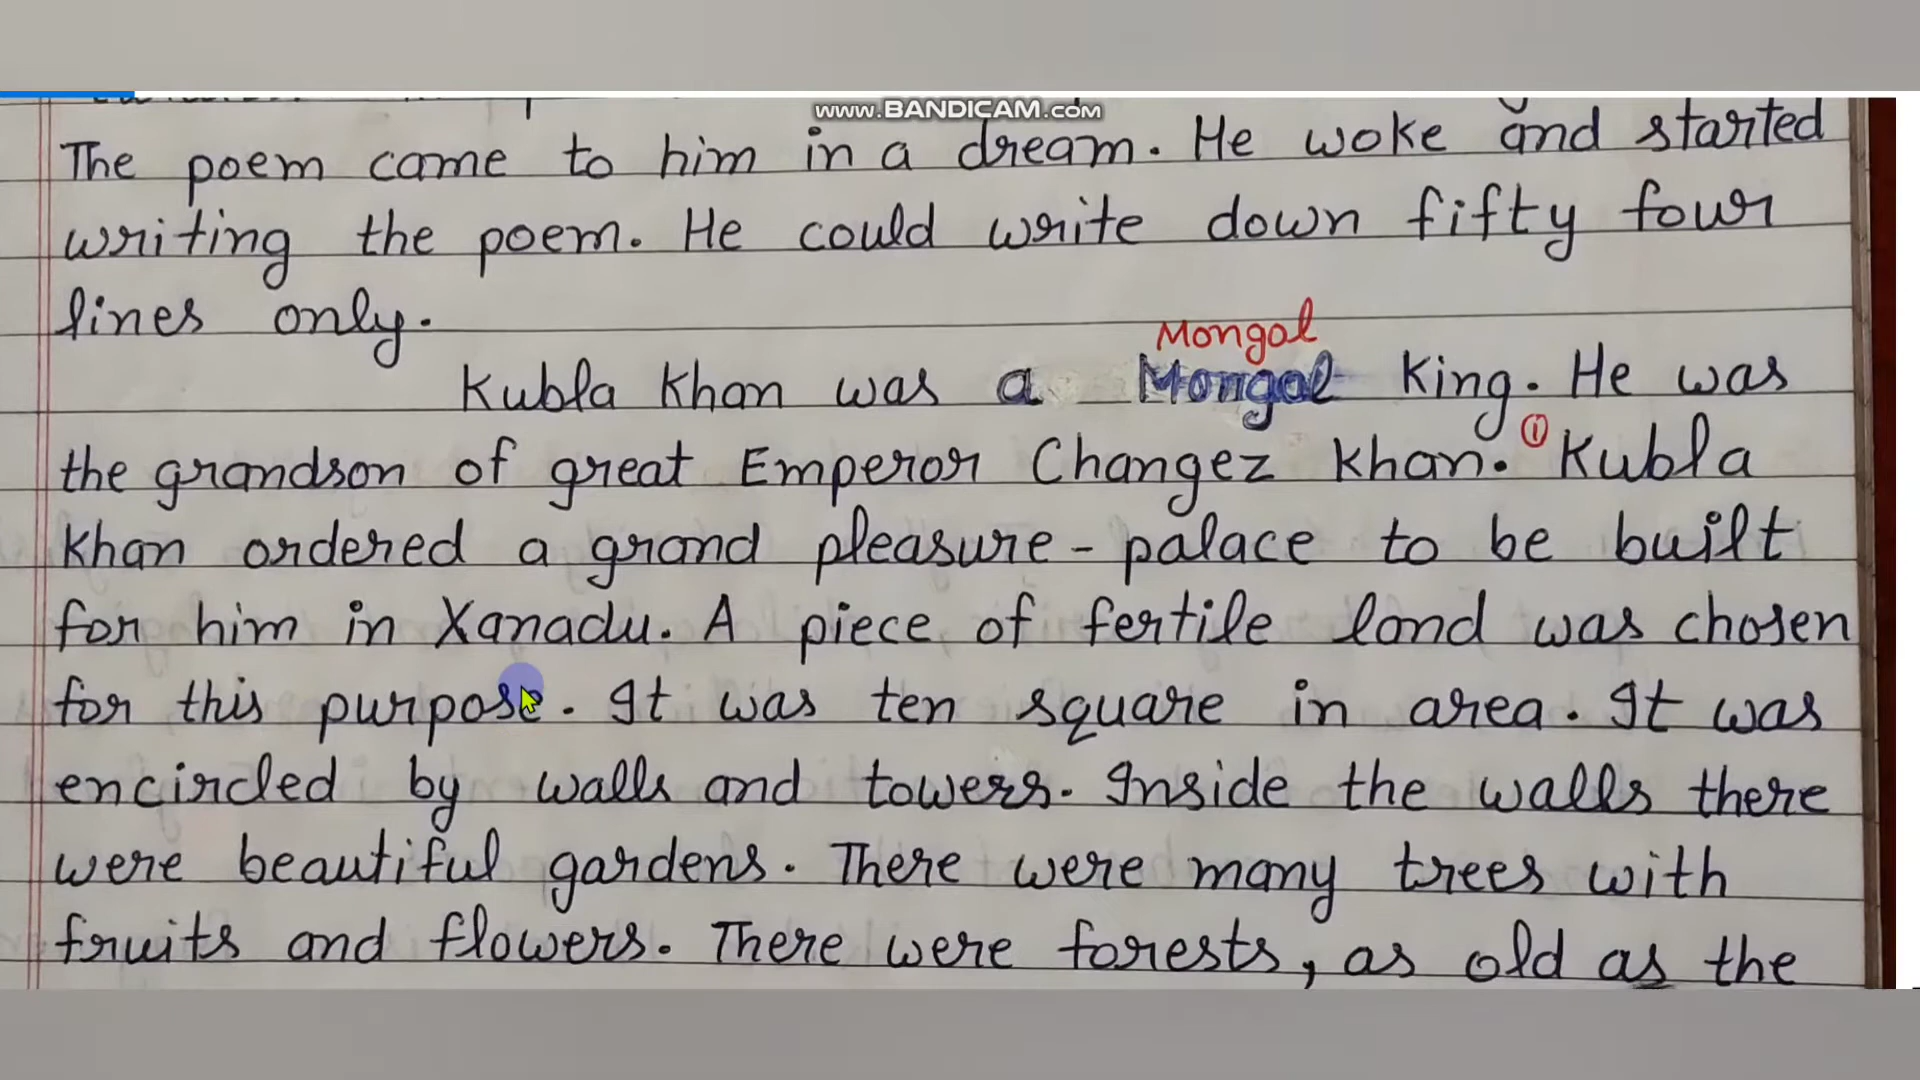 www.BANDICAM.com
The poem came to him in a dream. He woke and started
writing the poem. He could write down fifty four
lines only.
Mongol
Kubla Khan was a Mongol King. He was
the grandson of great Emperor Changez Khan. ① Kubla
Khan ordered a grand pleasure-palace to be built
for him in Xanadu. A piece of fertile land was chosen
for this purpose. It was ten square in area. It was
encircled by walls and towers. Inside the walls there
were beautiful gardens. There were many trees with
fruits and flowers. There were forests, as old as the